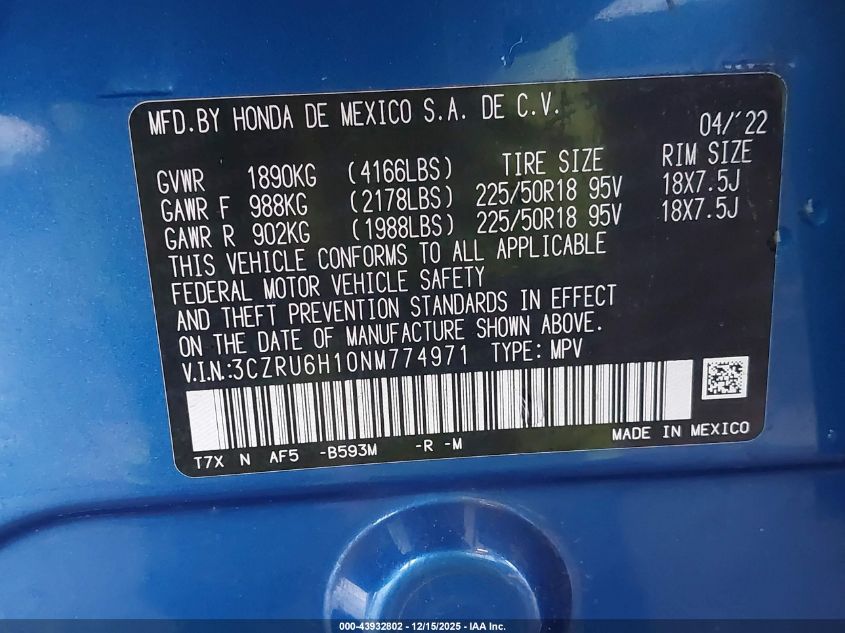 MFD.BY HONDA DE MEXICO S.A. DE C.V.
04/'22
GVWR 1890KG (4166LBS) TIRE SIZE RIM SIZE
GAWR F 988KG (2178LBS) 225/50R18 95V 18X7.5J
GAWR R 902KG (1988LBS) 225/50R18 95V 18X7.5J
THIS VEHICLE CONFORMS TO ALL APPLICABLE
FEDERAL MOTOR VEHICLE SAFETY
AND THEFT PREVENTION STANDARDS IN EFFECT
ON THE DATE OF MANUFACTURE SHOWN ABOVE.
V.I.N.:3CZRU6H10NM774971 TYPE: MPV
T7X N AF5 -B593M -R -M MADE IN MEXICO
000-43932802 - 12/15/2025 - IAA Inc.